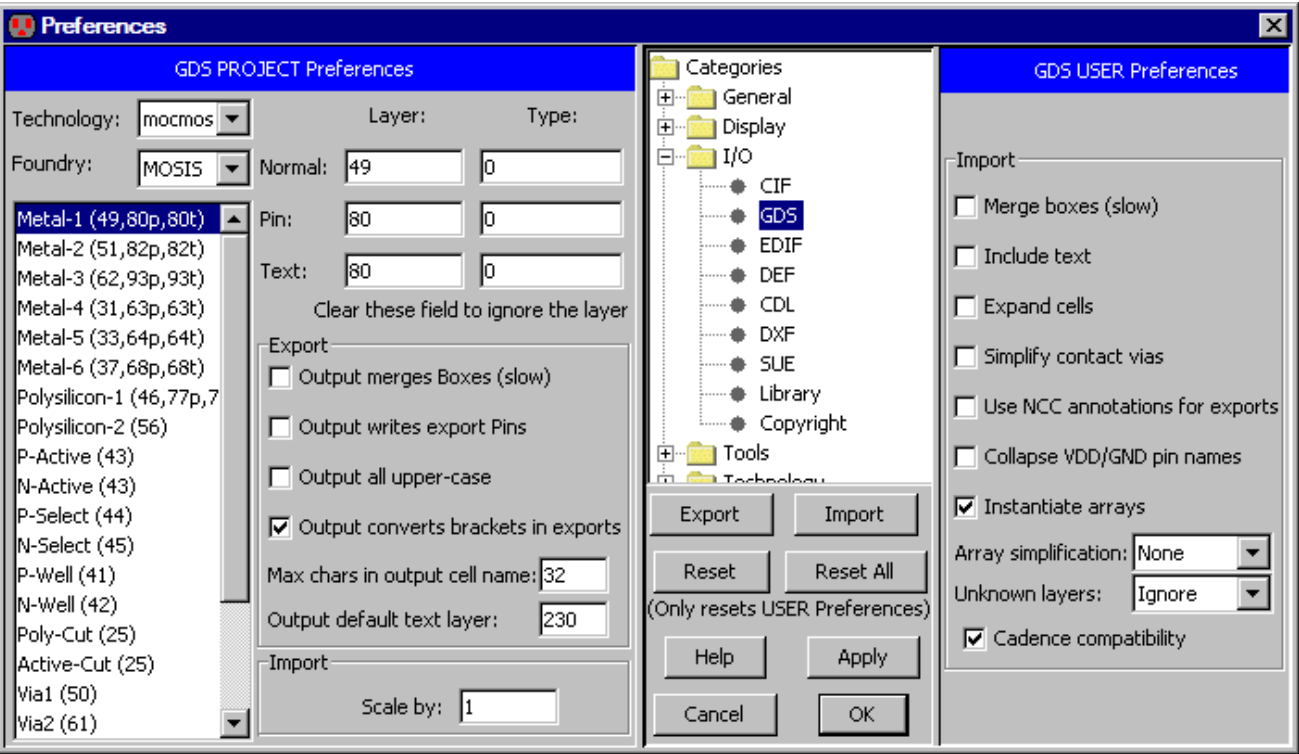 Preferences
GDS PROJECT Preferences
Technology: mocmos
Layer: Type:
Foundry: MOSIS
Normal: 49 0
Pin: 80 0
Text: 80 0
Clear these field to ignore the layer
Metal-1 (49,80p,80t)
Metal-2 (51,82p,82t)
Metal-3 (62,93p,93t)
Metal-4 (31,63p,63t)
Metal-5 (33,64p,64t)
Metal-6 (37,68p,68t)
Polysilicon-1 (46,77p,7
Polysilicon-2 (56)
P-Active (43)
N-Active (43)
P-Select (44)
N-Select (45)
P-Well (41)
N-Well (42)
Poly-Cut (25)
Active-Cut (25)
Via1 (50)
Via2 (61)
Export
Output merges Boxes (slow)
Output writes export Pins
Output all upper-case
Output converts brackets in exports
Max chars in output cell name: 32
Output default text layer: 230
Import
Scale by: 1
Categories
General
Display
I/O
CIF
GDS
EDIF
DEF
CDL
DXF
SUE
Library
Copyright
Tools
Technology
Export Import
Reset Reset All
(Only resets USER Preferences)
Help Apply
Cancel OK
GDS USER Preferences
Import
Merge boxes (slow)
Include text
Expand cells
Simplify contact vias
Use NCC annotations for exports
Collapse VDD/GND pin names
Instantiate arrays
Array simplification: None
Unknown layers: Ignore
Cadence compatibility